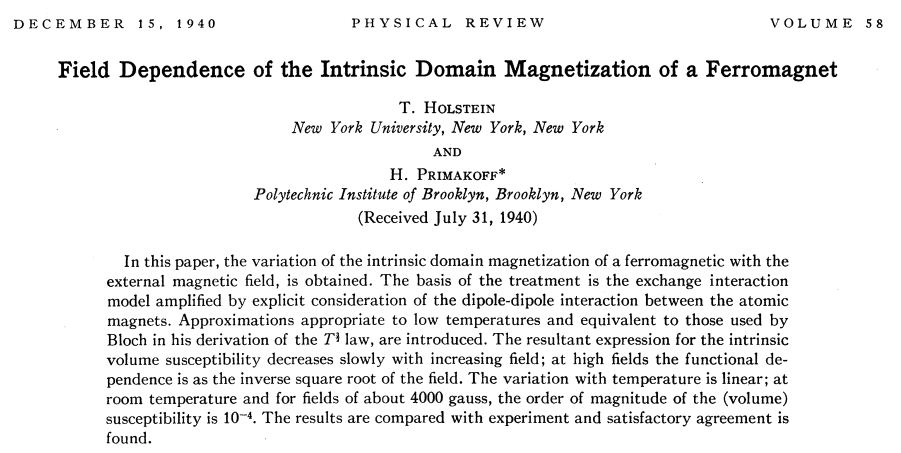 DECEMBER 15, 1940 PHYSICAL REVIEW VOLUME 58
Field Dependence of the Intrinsic Domain Magnetization of a Ferromagnet
T. HOLSTEIN
New York University, New York, New York
AND
H. PRIMAKOFF*
Polytechnic Institute of Brooklyn, Brooklyn, New York
(Received July 31, 1940)
In this paper, the variation of the intrinsic domain magnetization of a ferromagnetic with the
external magnetic field, is obtained. The basis of the treatment is the exchange interaction
model amplified by explicit consideration of the dipole-dipole interaction between the atomic
magnets. Approximations appropriate to low temperatures and equivalent to those used by
Bloch in his derivation of the T^{3/2} law, are introduced. The resultant expression for the intrinsic
volume susceptibility decreases slowly with increasing field; at high fields the functional de-
pendence is as the inverse square root of the field. The variation with temperature is linear; at
room temperature and for fields of about 4000 gauss, the order of magnitude of the (volume)
susceptibility is 10⁻⁴. The results are compared with experiment and satisfactory agreement is
found.